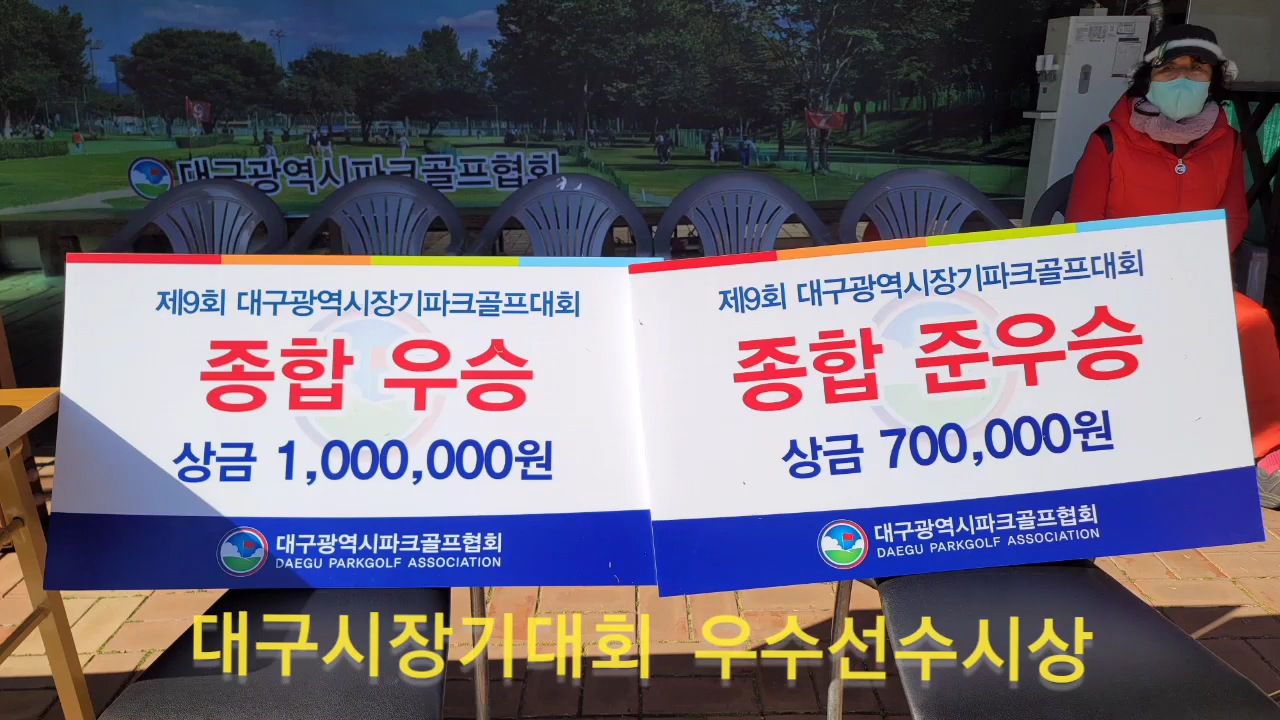 대구광역시파크골프협회
제9회 대구광역시장기파크골프대회
종합 우승
상금 1,000,000원
대구광역시파크골프협회
DAEGU PARKGOLF ASSOCIATION
제9회 대구광역시장기파크골프대회
종합 준우승
상금 700,000원
대구광역시파크골프협회
DAEGU PARKGOLF ASSOCIATION
대구시장기대회 우수선수시상